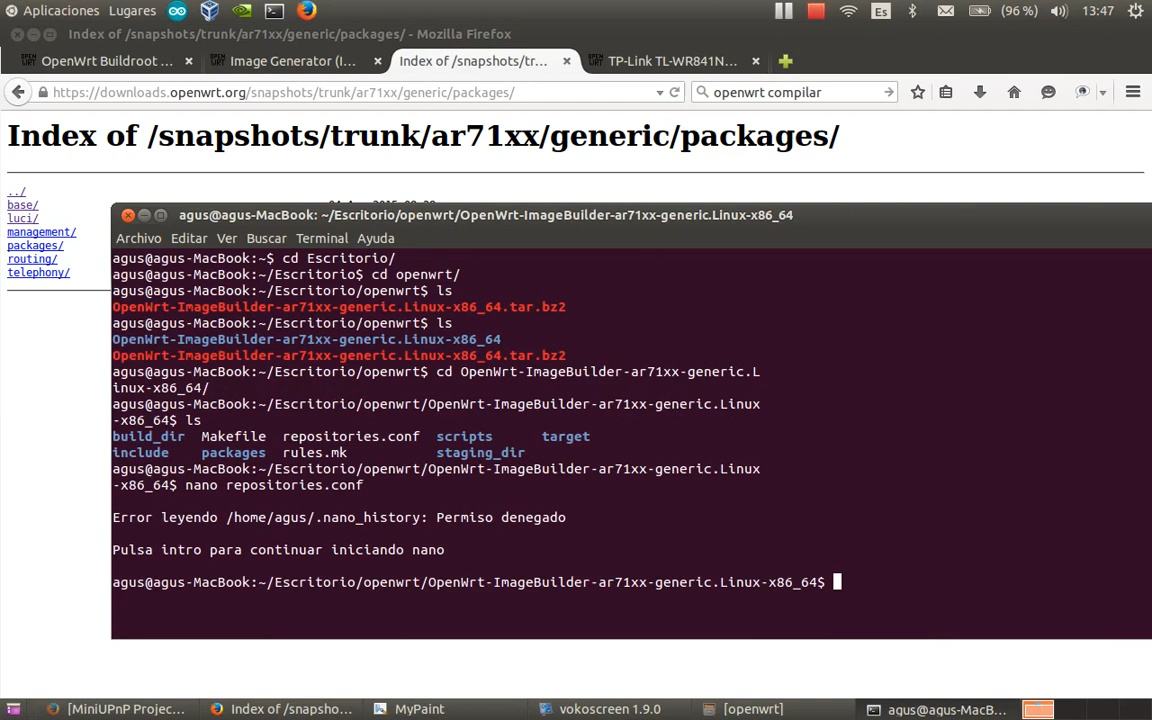 Aplicaciones Lugares Es (96 %) 13:47
Index of /snapshots/trunk/ar71xx/generic/packages/ - Mozilla Firefox
OpenWrt Buildroot ... Image Generator (I... Index of /snapshots/tr... TP-Link TL-WR841N...
https://downloads.openwrt.org/snapshots/trunk/ar71xx/generic/packages/ openwrt compilar
Index of /snapshots/trunk/ar71xx/generic/packages/
../
base/
luci/
management/
packages/
routing/
telephony/
agus@agus-MacBook: ~/Escritorio/openwrt/OpenWrt-ImageBuilder-ar71xx-generic.Linux-x86_64
Archivo Editar Ver Buscar Terminal Ayuda
agus@agus-MacBook:~$ cd Escritorio/
agus@agus-MacBook:~/Escritorio$ cd openwrt/
agus@agus-MacBook:~/Escritorio/openwrt$ ls
OpenWrt-ImageBuilder-ar71xx-generic.Linux-x86_64.tar.bz2
agus@agus-MacBook:~/Escritorio/openwrt$ ls
OpenWrt-ImageBuilder-ar71xx-generic.Linux-x86_64
OpenWrt-ImageBuilder-ar71xx-generic.Linux-x86_64.tar.bz2
agus@agus-MacBook:~/Escritorio/openwrt$ cd OpenWrt-ImageBuilder-ar71xx-generic.L
inux-x86_64/
agus@agus-MacBook:~/Escritorio/openwrt/OpenWrt-ImageBuilder-ar71xx-generic.Linux
-x86_64$ ls
build_dir Makefile repositories.conf scripts target
include packages rules.mk staging_dir
agus@agus-MacBook:~/Escritorio/openwrt/OpenWrt-ImageBuilder-ar71xx-generic.Linux
-x86_64$ nano repositories.conf
Error leyendo /home/agus/.nano_history: Permiso denegado
Pulsa intro para continuar iniciando nano
agus@agus-MacBook:~/Escritorio/openwrt/OpenWrt-ImageBuilder-ar71xx-generic.Linux-x86_64$
[MiniUPnP Projec... Index of /snapsho... MyPaint vokoscreen 1.9.0 [openwrt] agus@agus-MacB...